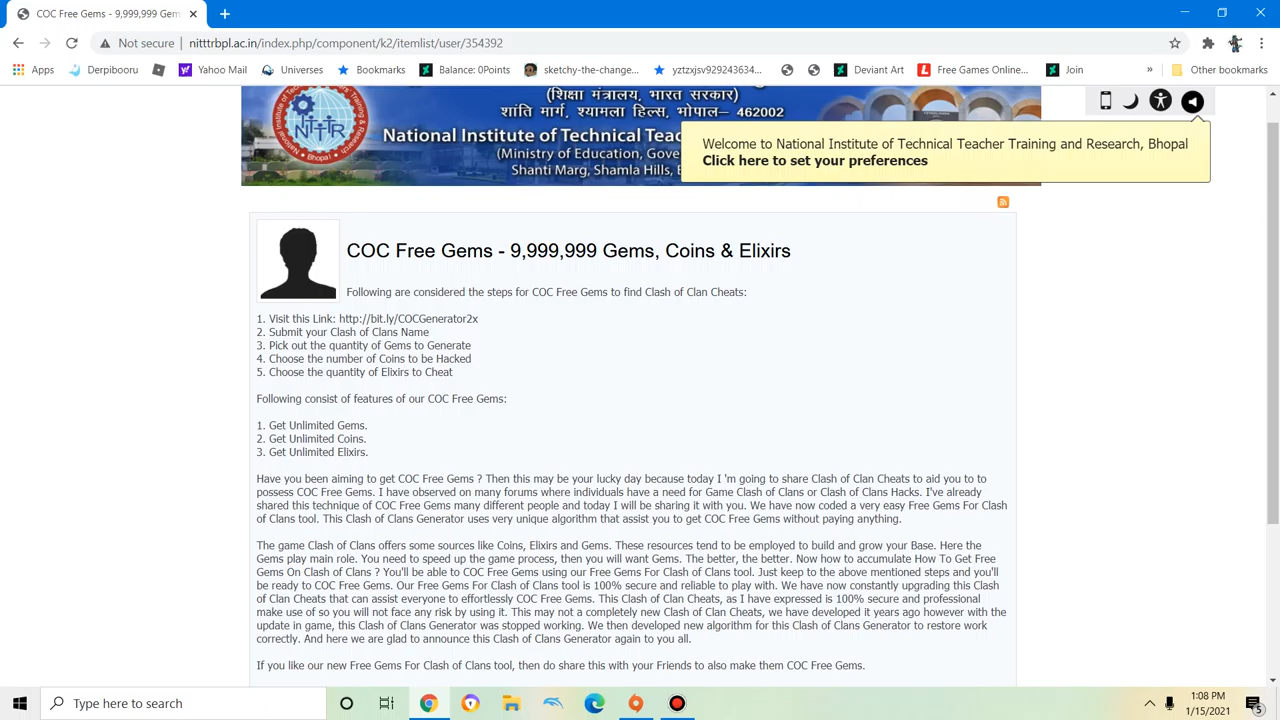 COC Free Gems - 9,999,999 Gem
Not secure | nitttrbpl.ac.in/index.php/component/k2/itemlist/user/354392
Apps Derpibooru Yahoo Mail Universes Bookmarks Balance: 0Points sketchy-the-change... yztzxjsv929243634... Deviant Art Free Games Online... Join » Other bookmarks
(शिक्षा मंत्रालय, भारत सरकार)
शांति मार्ग, श्यामला हिल्स, भोपाल– 462002
NITTTR
Bhopal
National Institute of Technical Tea
(Ministry of Education, Gove
Shanti Marg, Shamla Hills,
Welcome to National Institute of Technical Teacher Training and Research, Bhopal
Click here to set your preferences
COC Free Gems - 9,999,999 Gems, Coins & Elixirs
Following are considered the steps for COC Free Gems to find Clash of Clan Cheats:
1. Visit this Link: http://bit.ly/COCGenerator2x
2. Submit your Clash of Clans Name
3. Pick out the quantity of Gems to Generate
4. Choose the number of Coins to be Hacked
5. Choose the quantity of Elixirs to Cheat
Following consist of features of our COC Free Gems:
1. Get Unlimited Gems.
2. Get Unlimited Coins.
3. Get Unlimited Elixirs.
Have you been aiming to get COC Free Gems ? Then this may be your lucky day because today I 'm going to share Clash of Clan Cheats to aid you to to
possess COC Free Gems. I have observed on many forums where individuals have a need for Game Clash of Clans or Clash of Clans Hacks. I've already
shared this technique of COC Free Gems many different people and today I will be sharing it with you. We have now coded a very easy Free Gems For Clash
of Clans tool. This Clash of Clans Generator uses very unique algorithm that assist you to get COC Free Gems without paying anything.
The game Clash of Clans offers some sources like Coins, Elixirs and Gems. These resources tend to be employed to build and grow your Base. Here the
Gems play main role. You need to speed up the game process, then you will want Gems. The better, the better. Now how to accumulate How To Get Free
Gems On Clash of Clans ? You'll be able to COC Free Gems using our Free Gems For Clash of Clans tool. Just keep to the above mentioned steps and you'll
be ready to COC Free Gems. Our Free Gems For Clash of Clans tool is 100% secure and reliable to play with. We have now constantly upgrading this Clash
of Clan Cheats that can assist everyone to effortlessly COC Free Gems. This Clash of Clan Cheats, as I have expressed is 100% secure and professional
make use of so you will not face any risk by using it. This may not a completely new Clash of Clan Cheats, we have developed it years ago however with the
update in game, this Clash of Clans Generator was stopped working. We then developed new algorithm for this Clash of Clans Generator to restore work
correctly. And here we are glad to announce this Clash of Clans Generator again to you all.
If you like our new Free Gems For Clash of Clans tool, then do share this with your Friends to also make them COC Free Gems.
Type here to search
1:08 PM
1/15/2021
5